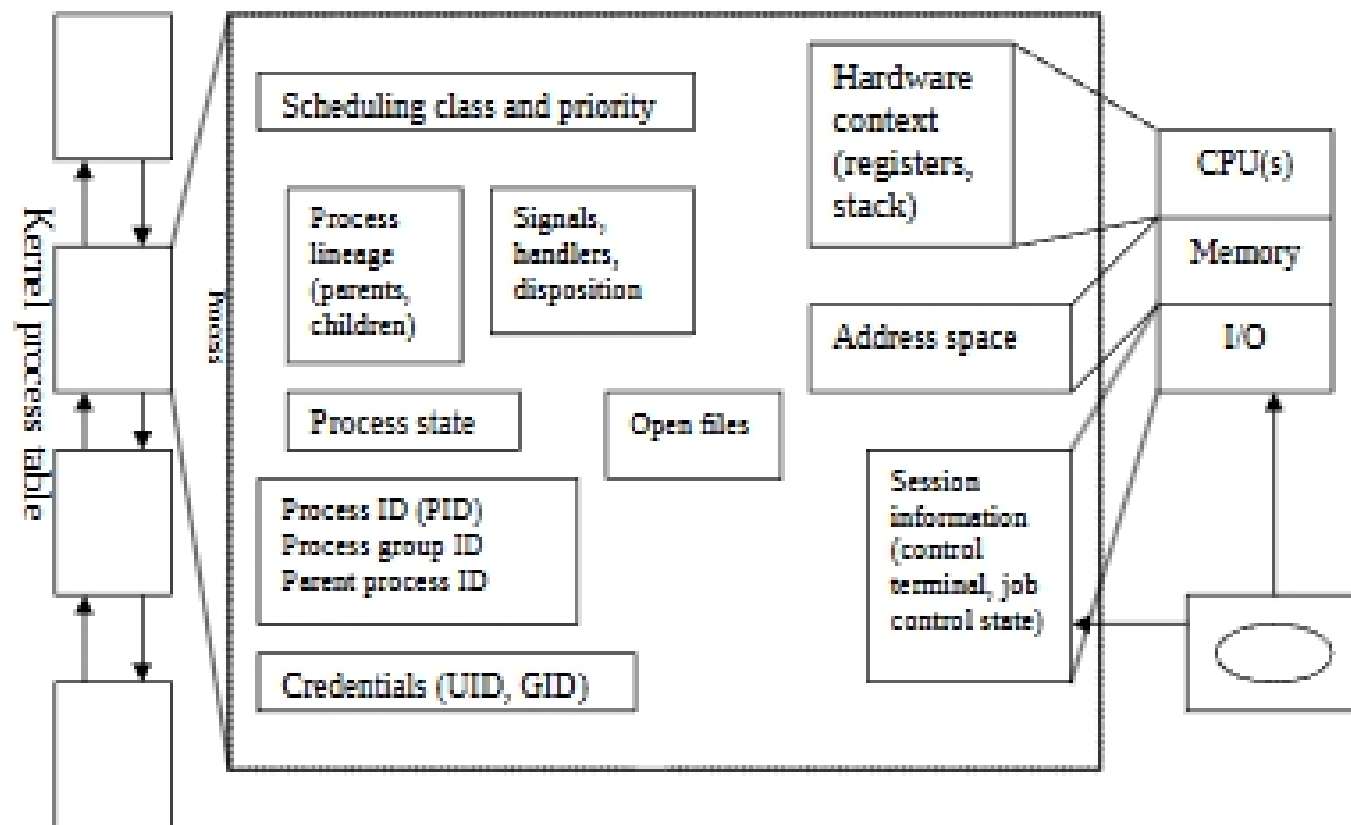 Kernel process table
Process
Scheduling class and priority
Process
lineage
(parents,
children)
Signals,
handlers,
disposition
Process state
Open files
Process ID (PID)
Process group ID
Parent process ID
Credentials (UID, GID)
Hardware
context
(registers,
stack)
Address space
Session
information
(control
terminal, job
control state)
CPU(s)
Memory
I/O